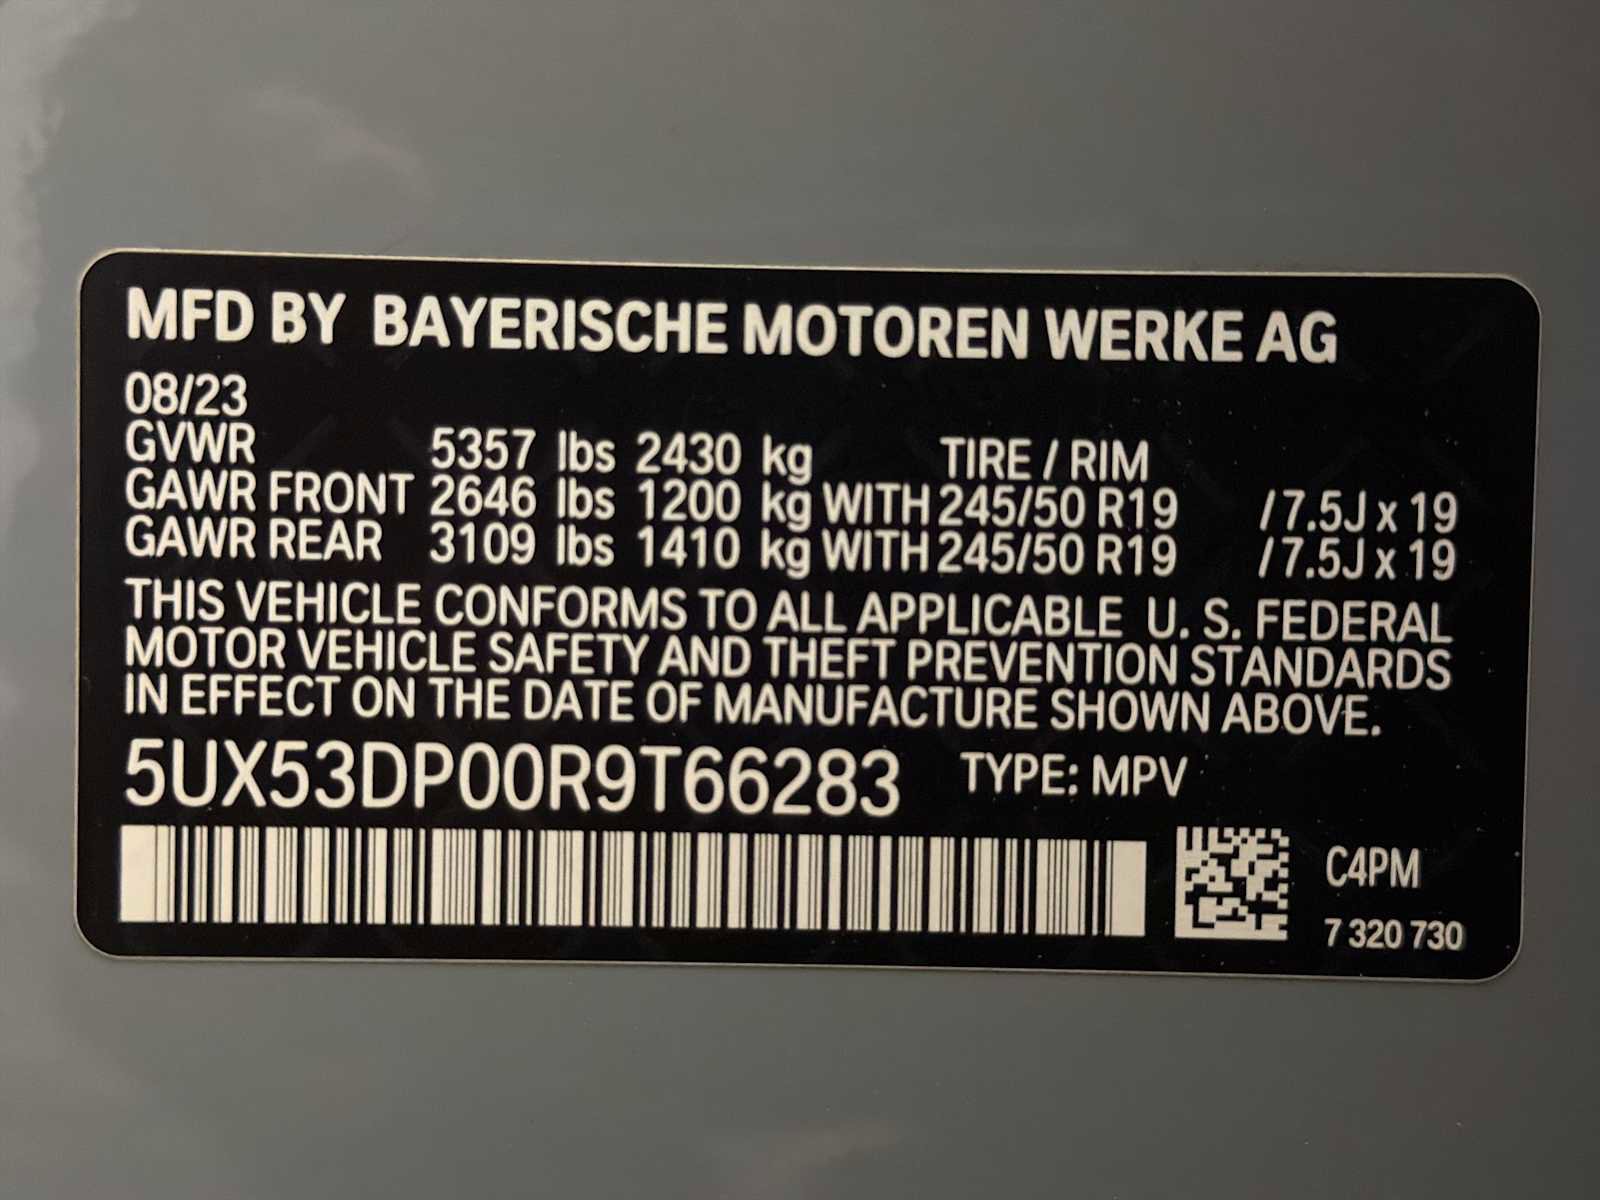 MFD BY BAYERISCHE MOTOREN WERKE AG
08/23
GVWR 5357 lbs 2430 kg TIRE / RIM
GAWR FRONT 2646 lbs 1200 kg WITH 245/50 R19 / 7.5J x 19
GAWR REAR 3109 lbs 1410 kg WITH 245/50 R19 / 7.5J x 19
THIS VEHICLE CONFORMS TO ALL APPLICABLE U. S. FEDERAL
MOTOR VEHICLE SAFETY AND THEFT PREVENTION STANDARDS
IN EFFECT ON THE DATE OF MANUFACTURE SHOWN ABOVE.
5UX53DP00R9T66283 TYPE: MPV
C4PM
7 320 730